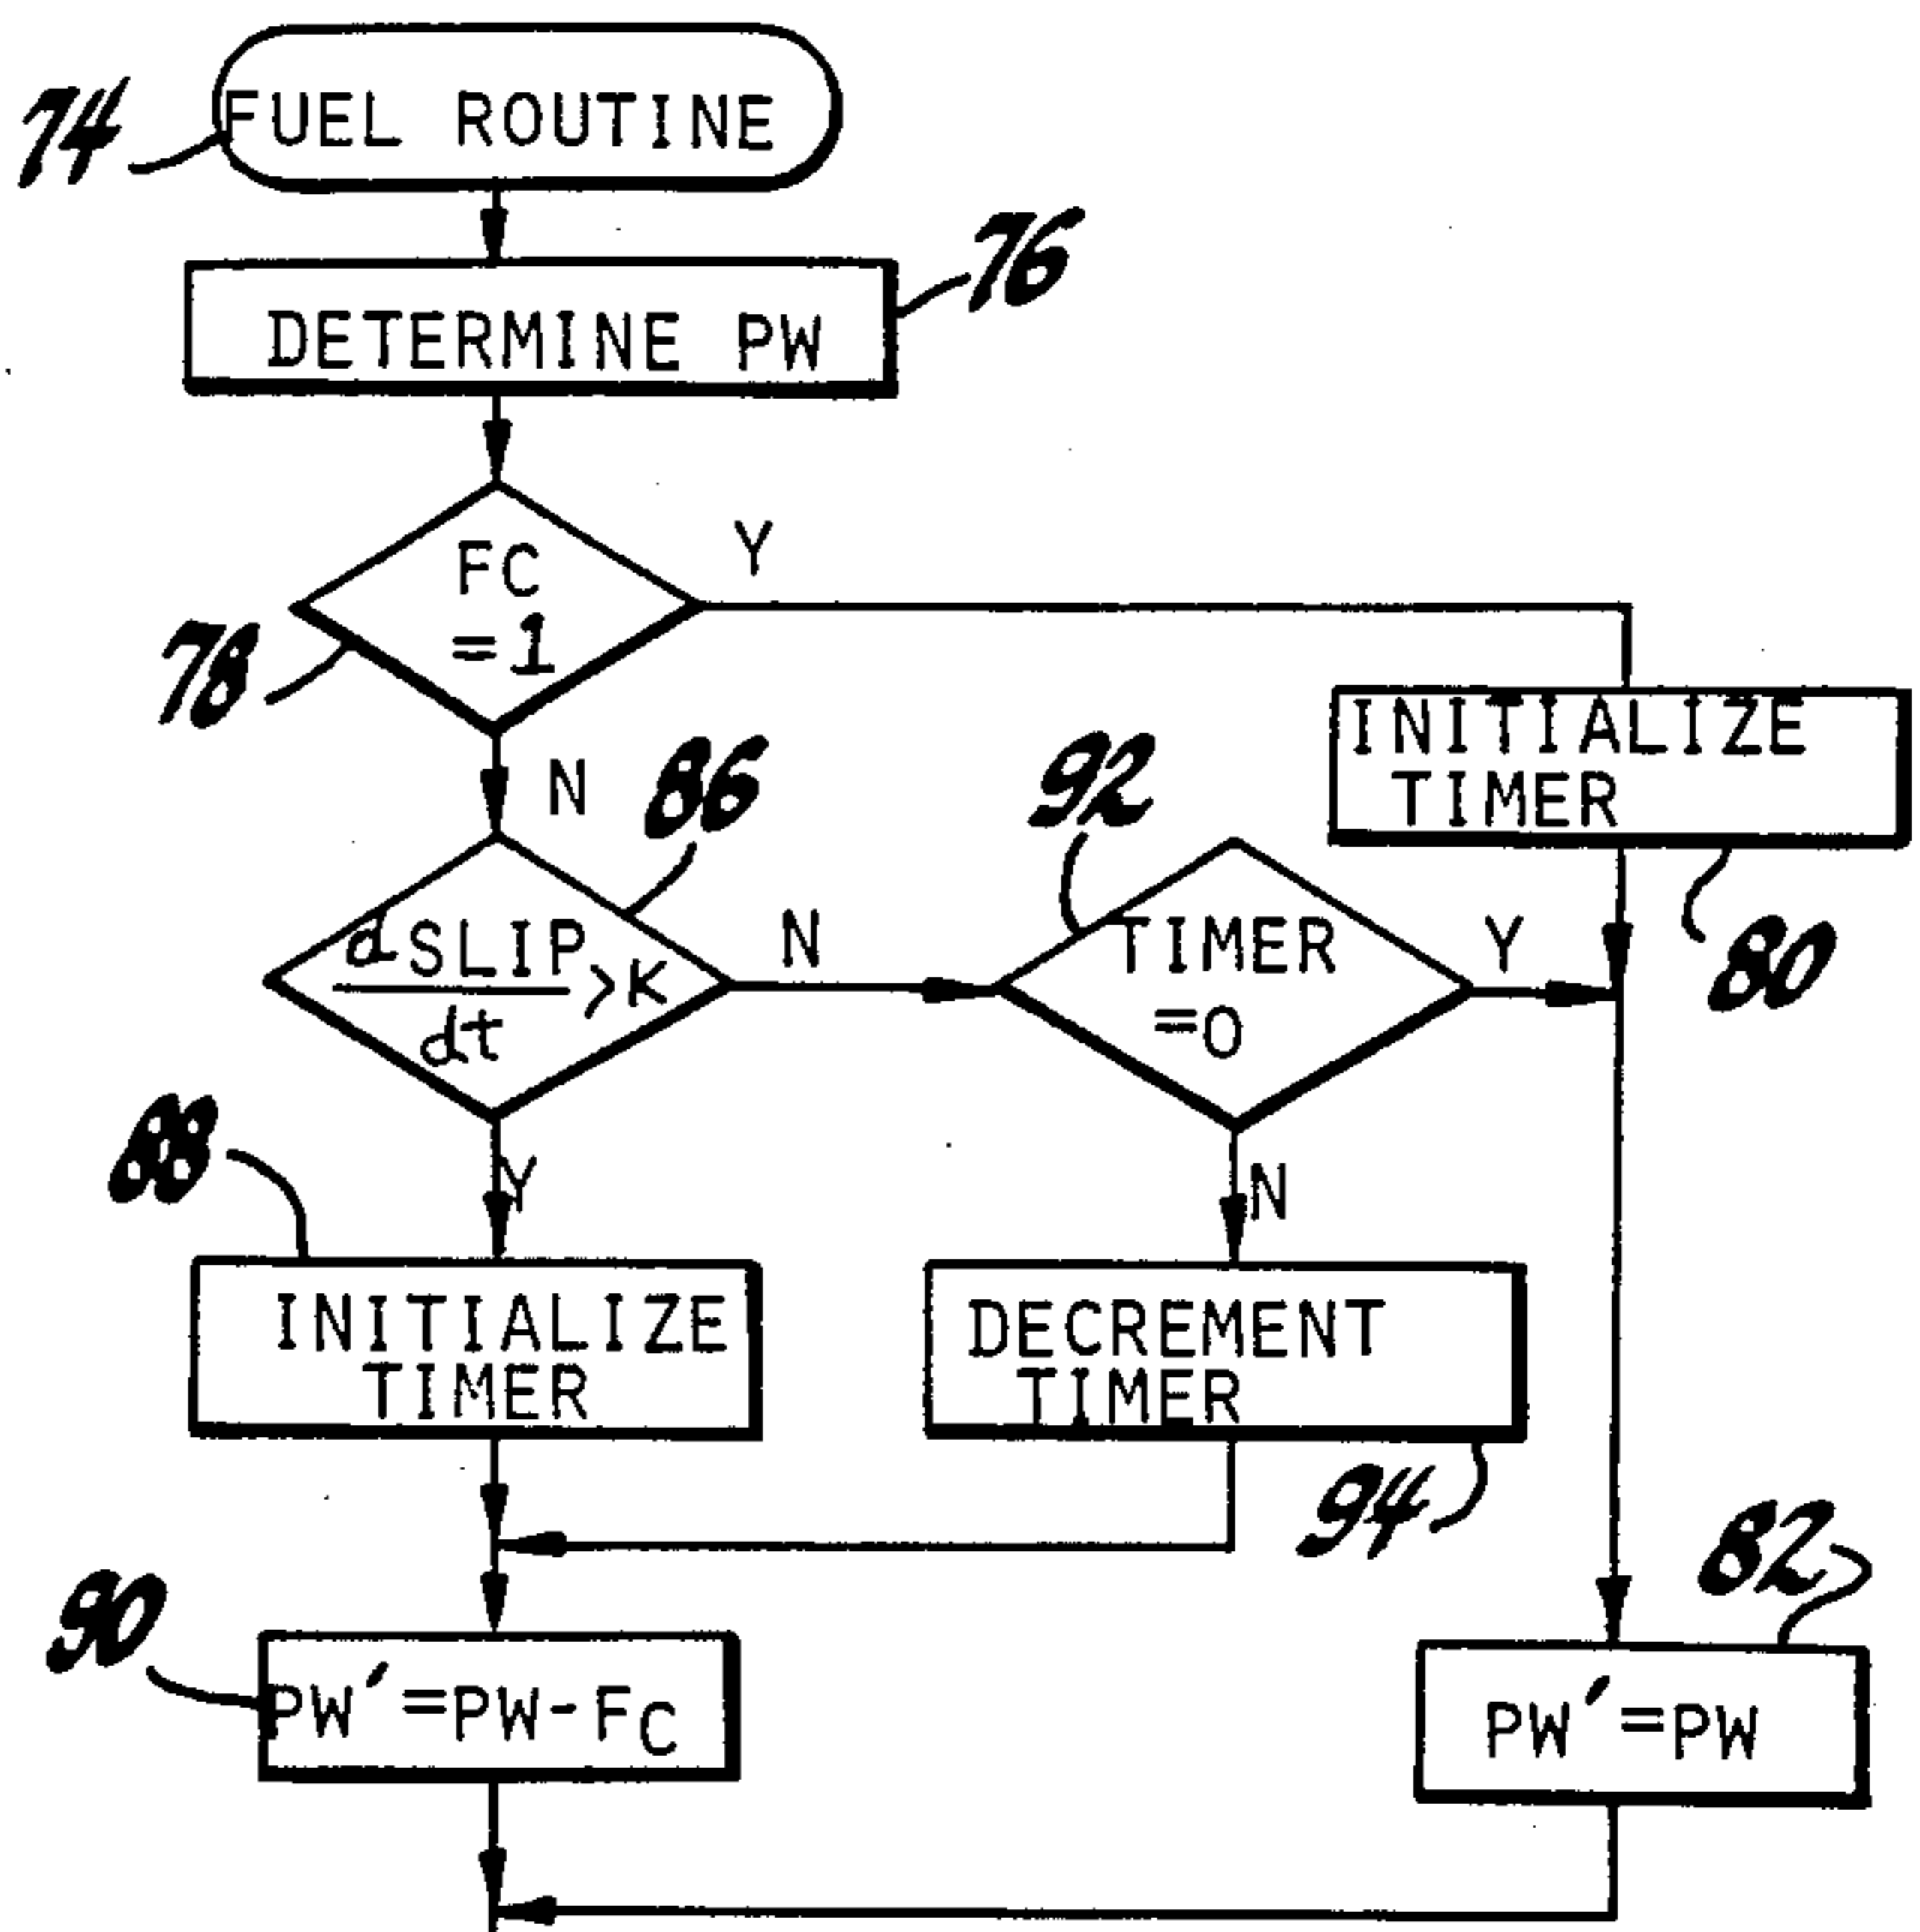 74
FUEL ROUTINE
76
DETERMINE PW
FC
=1
Y
78
N
86
92
INITIALIZE
TIMER
80
dSLIP
dt
>K
N
TIMER
=0
Y
88
Y
N
INITIALIZE
TIMER
DECREMENT
TIMER
94
82
90
PW'=PW-FC
PW'=PW